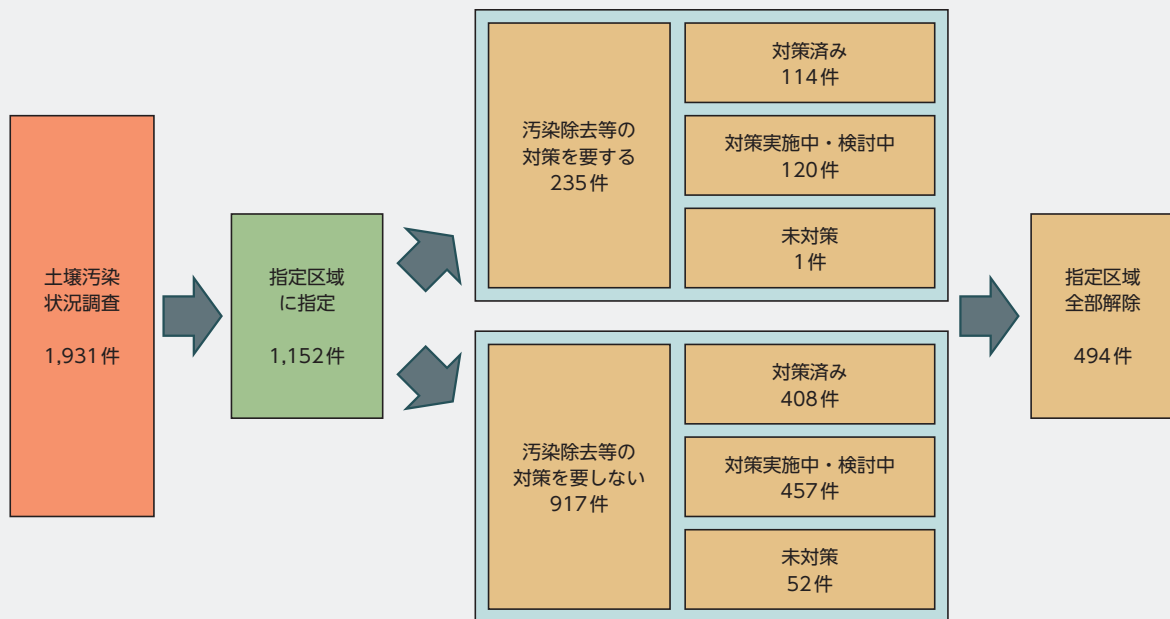 土壌汚染
状況調査
1,931件
指定区域
に指定
1,152件
汚染除去等の
対策を要する
235件
対策済み
114件
対策実施中・検討中
120件
未対策
1件
汚染除去等の
対策を要しない
917件
対策済み
408件
対策実施中・検討中
457件
未対策
52件
指定区域
全部解除
494件